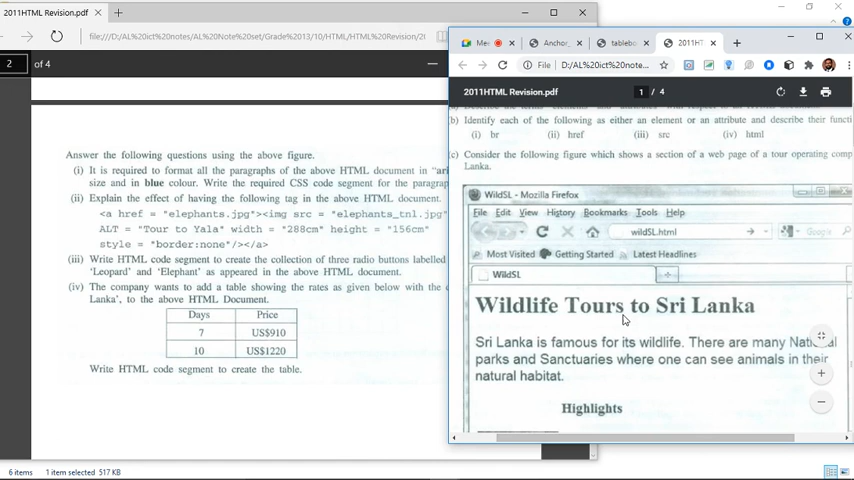 2011HTML Revision.pdf
file:///D:/AL%20ict%20notes/AL%20Note%20set/Grade%2013/10/HTML/HTML%20Revision/2(
2
of 4
Answer the following questions using the above figure.
(i) It is required to format all the paragraphs of the above HTML document in
size and in blue colour. Write the required CSS code segment for the
(ii) Explain the effect of having the following tag in the above HTML document.
<a href = "elephants.jpg"><img src = "elephants_tnl.jpg"
ALT = "Tour to Yala" width = "288cm" height = "156cm"
style = "border:none"/></a>
(iii) Write HTML code segment to create the collection of three radio buttons labelled
'Leopard' and 'Elephant' as appeared in the above HTML document.
(iv) The company wants to add a table showing the rates as given below with the
Lanka', to the above HTML Document.
Days Price
7 US$910
10 US$1220
Write HTML code segment to create the table.
6 items 1 item selected 517 KB
Anchor_
tablebo
2011HT
File D:/AL%20ict%20note...
2011HTML Revision.pdf 1 / 4
(b) Identify each of the following as either an element or an attribute and describe their
(i) br (ii) href (iii) src (iv) html
(c) Consider the following figure which shows a section of a web page of a tour operating
Lanka.
WildSL - Mozilla Firefox
File Edit View History Bookmarks Tools Help
wildSL.html
Google
Most Visited Getting Started Latest Headlines
WildSL
Wildlife Tours to Sri Lanka
Sri Lanka is famous for its wildlife. There are many National
parks and Sanctuaries where one can see animals in their
natural habitat.
Highlights